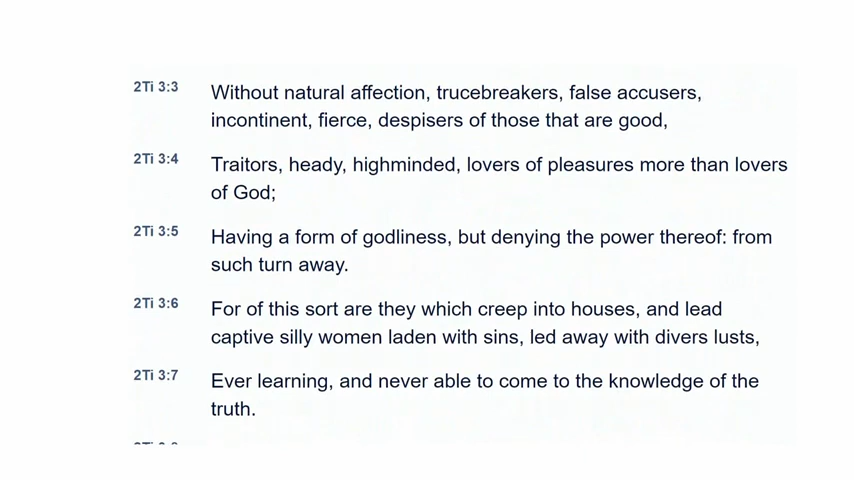 2Ti 3:3 Without natural affection, trucebreakers, false accusers,
incontinent, fierce, despisers of those that are good,
2Ti 3:4 Traitors, heady, highminded, lovers of pleasures more than lovers
of God;
2Ti 3:5 Having a form of godliness, but denying the power thereof: from
such turn away.
2Ti 3:6 For of this sort are they which creep into houses, and lead
captive silly women laden with sins, led away with divers lusts,
2Ti 3:7 Ever learning, and never able to come to the knowledge of the
truth.